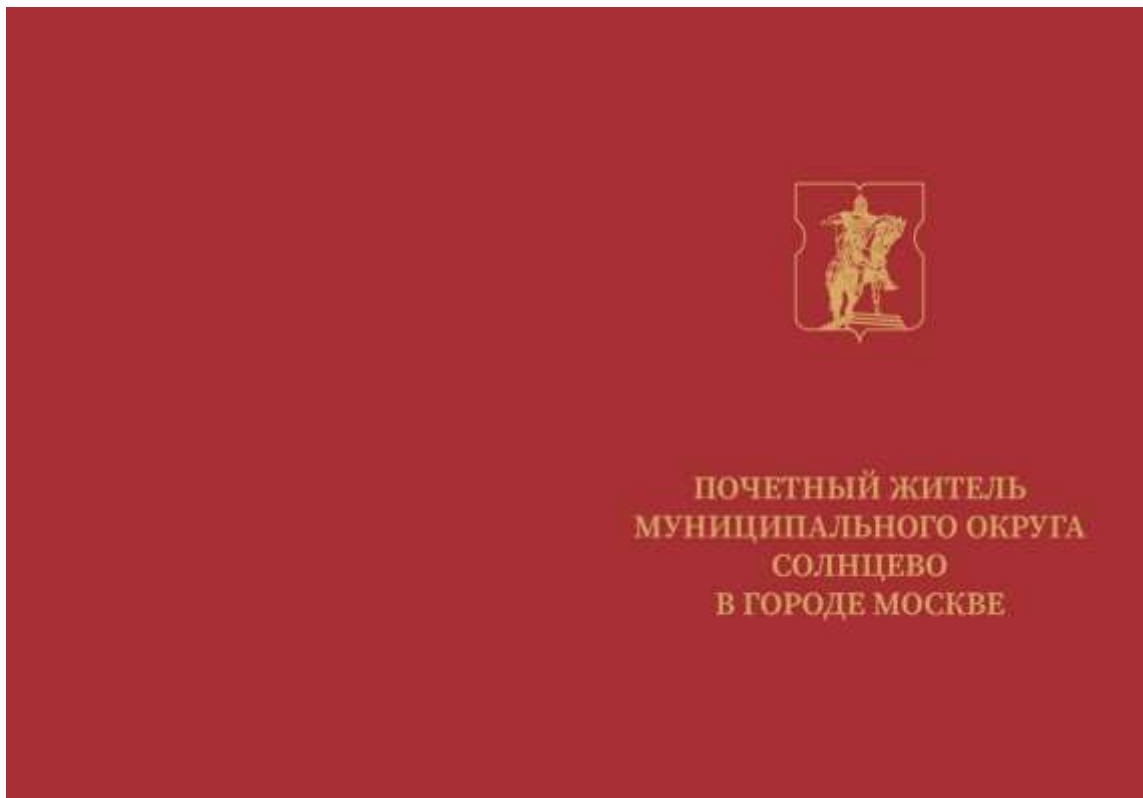 ПОЧЕТНЫЙ ЖИТЕЛЬ
МУНИЦИПАЛЬНОГО ОКРУГА
СОЛНЦЕВО
В ГОРОДЕ МОСКВЕ